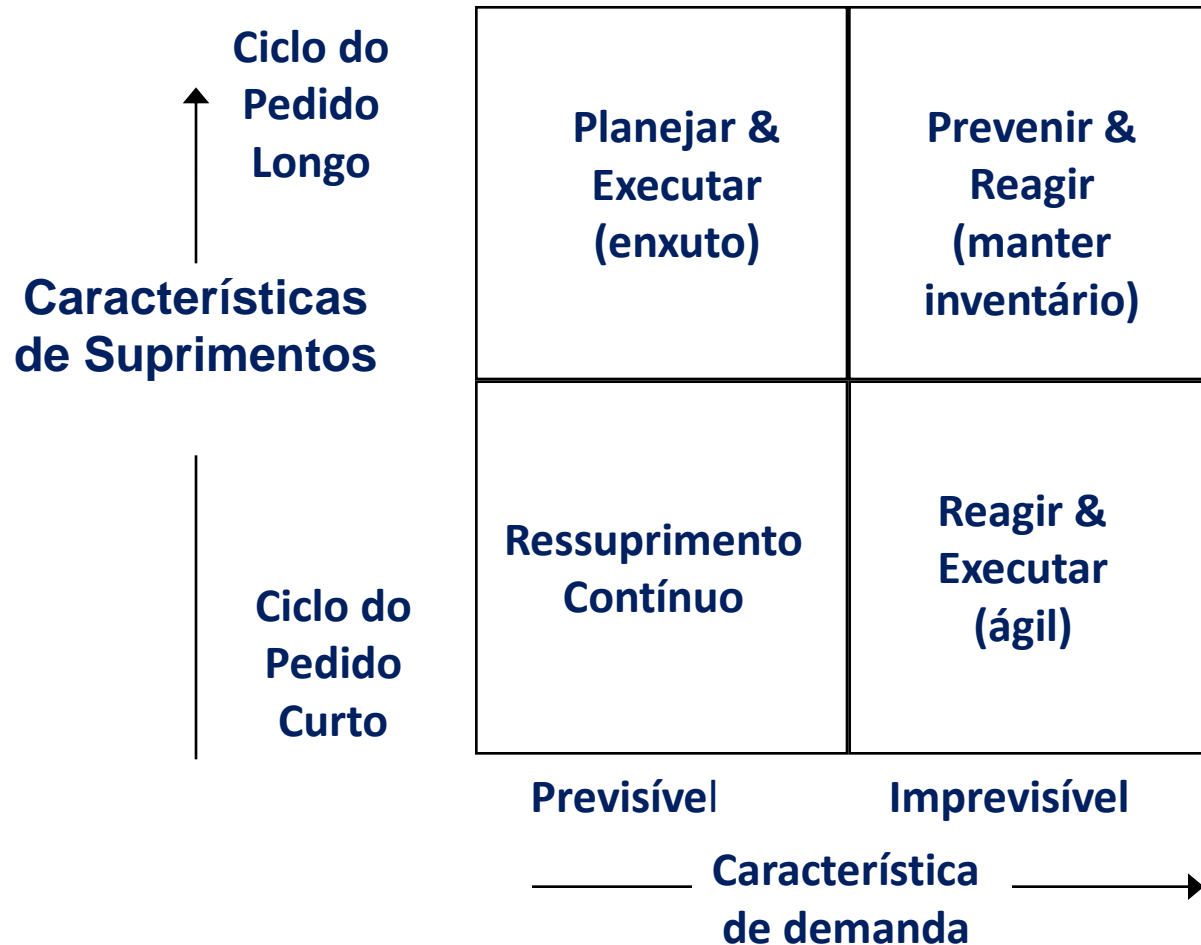 Ciclo do
Pedido
Longo
Planejar &
Executar
(enxuto)
Prevenir &
Reagir
(manter
inventário)
Características
de Suprimentos
Ciclo do
Pedido
Curto
Ressuprimento
Contínuo
Reagir &
Executar
(ágil)
Previsível
Imprevisível
Característica
de demanda